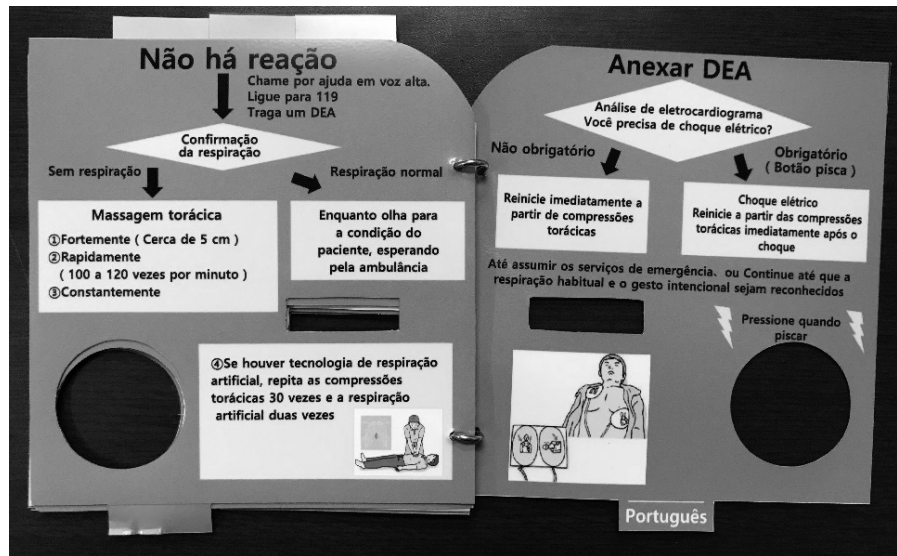 Não há reação
Chame por ajuda em voz alta.
Ligue para 119
Traga um DEA
Confirmação
da respiração
Sem respiração
Respiração normal
Massagem torácica
①Fortemente ( Cerca de 5 cm )
②Rapidamente
( 100 a 120 vezes por minuto )
③Constantemente
Enquanto olha para
a condição do
paciente, esperando
pela ambulância
④Se houver tecnologia de respiração
artificial, repita as compressões
torácicas 30 vezes e a respiração
artificial duas vezes
Anexar DEA
Análise de eletrocardiograma
Você precisa de choque elétrico?
Não obrigatório
Obrigatório
( Botão pisca )
Reinicie imediatamente a
partir de compressões
torácicas
Choque elétrico
Reinicie a partir das compressões
torácicas imediatamente após o
choque
Até assumir os serviços de emergência. ou Continue até que a
respiração habitual e o gesto intencional sejam reconhecidos
Pressione quando
piscar
Português